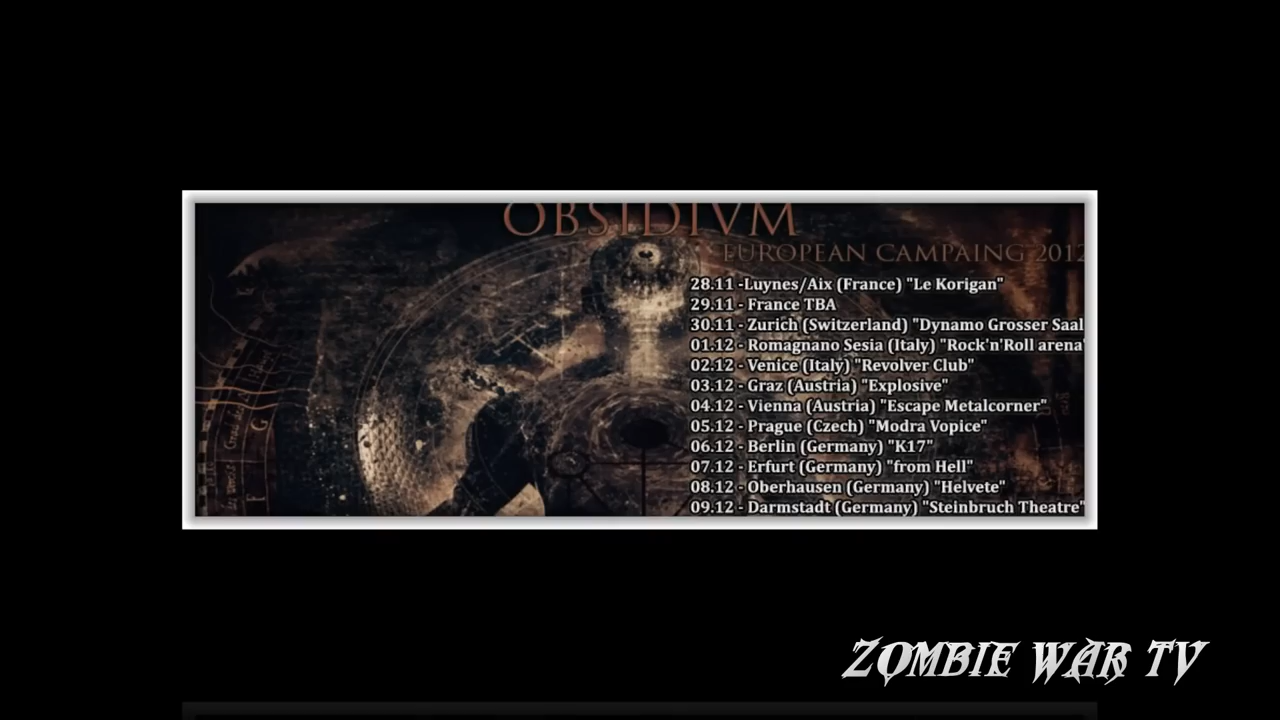 OBSIDIVM
EUROPEAN CAMPAING 2012
28.11 -Luynes/Aix (France) "Le Korigan"
29.11 - France TBA
30.11 - Zurich (Switzerland) "Dynamo Grosser Saal
01.12 - Romagnano Sesia (Italy) "Rock'n'Roll arena"
02.12 - Venice (Italy) "Revolver Club"
03.12 - Graz (Austria) "Explosive"
04.12 - Vienna (Austria) "Escape Metalcorner"
05.12 - Prague (Czech) "Modra Vopice"
06.12 - Berlin (Germany) "K17"
07.12 - Erfurt (Germany) "from Hell"
08.12 - Oberhausen (Germany) "Helvete"
09.12 - Darmstadt (Germany) "Steinbruch Theatre"
ZOMBIE WAR TV